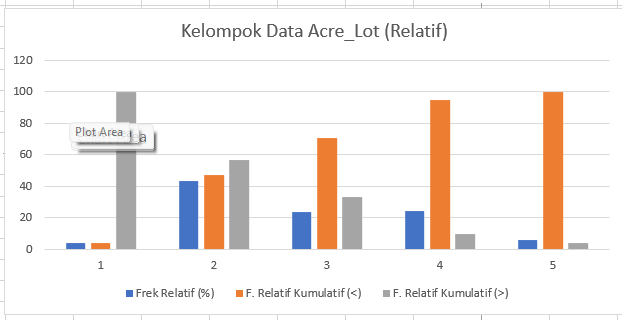 Kelompok Data Acre_Lot (Relatif)
120
100
80
Plot Area
60
40
20
0
1 2 3 4 5
Frek Relatif (%) F. Relatif Kumulatif (<) F. Relatif Kumulatif (>)